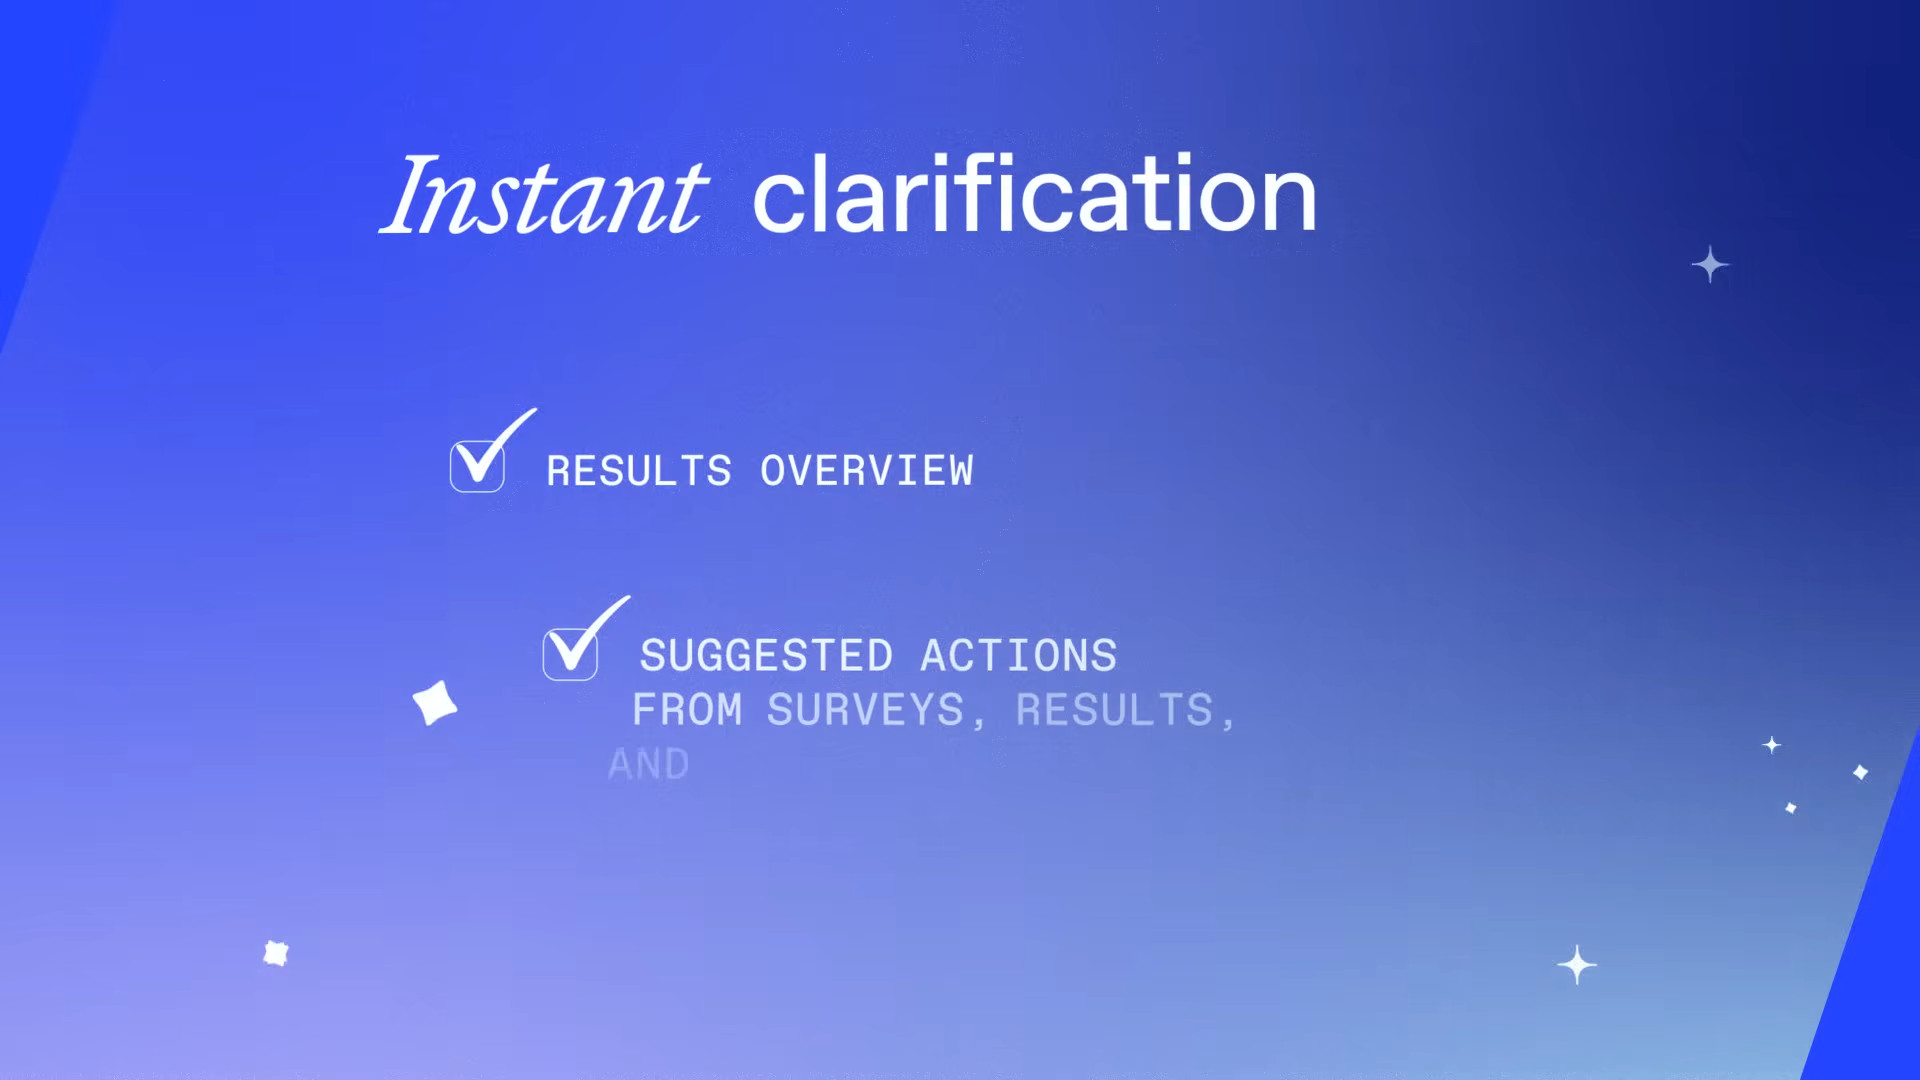 Instant clarification
RESULTS OVERVIEW
SUGGESTED ACTIONS
FROM SURVEYS, RESULTS,
AND